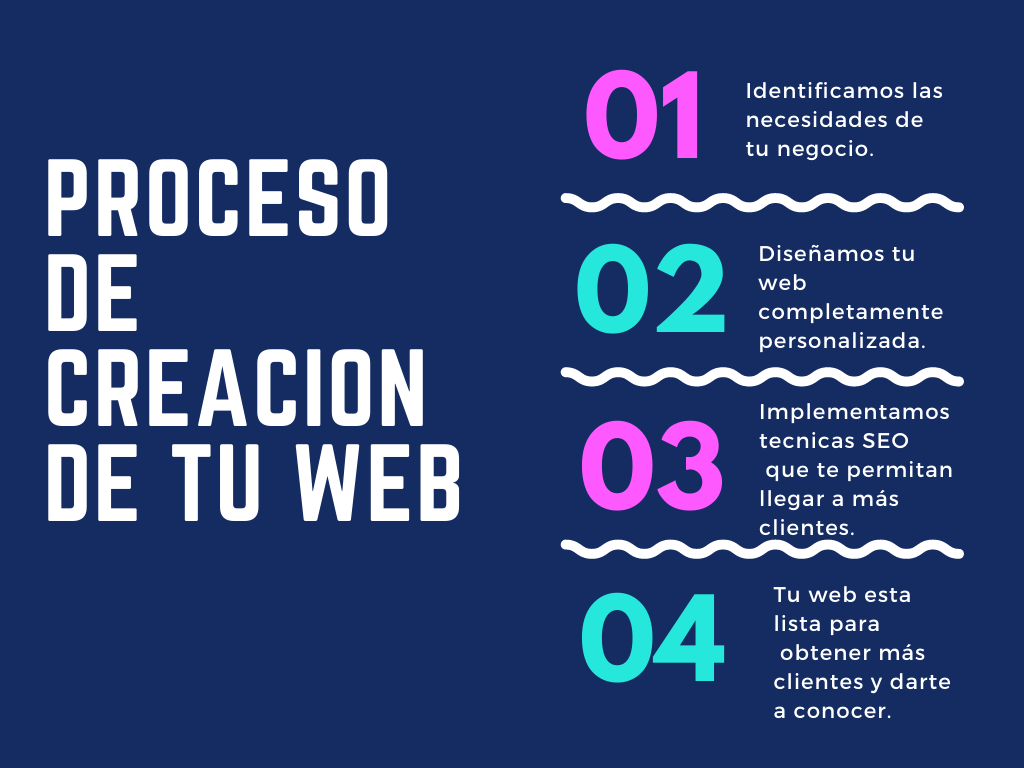 PROCESO
DE
CREACION
DE TU WEB
01
Identificamos las
necesidades de
tu negocio.
02
Diseñamos tu
web
completamente
personalizada.
03
Implementamos
tecnicas SEO
que te permitan
llegar a más
clientes.
04
Tu web esta
lista para
obtener más
clientes y darte
a conocer.